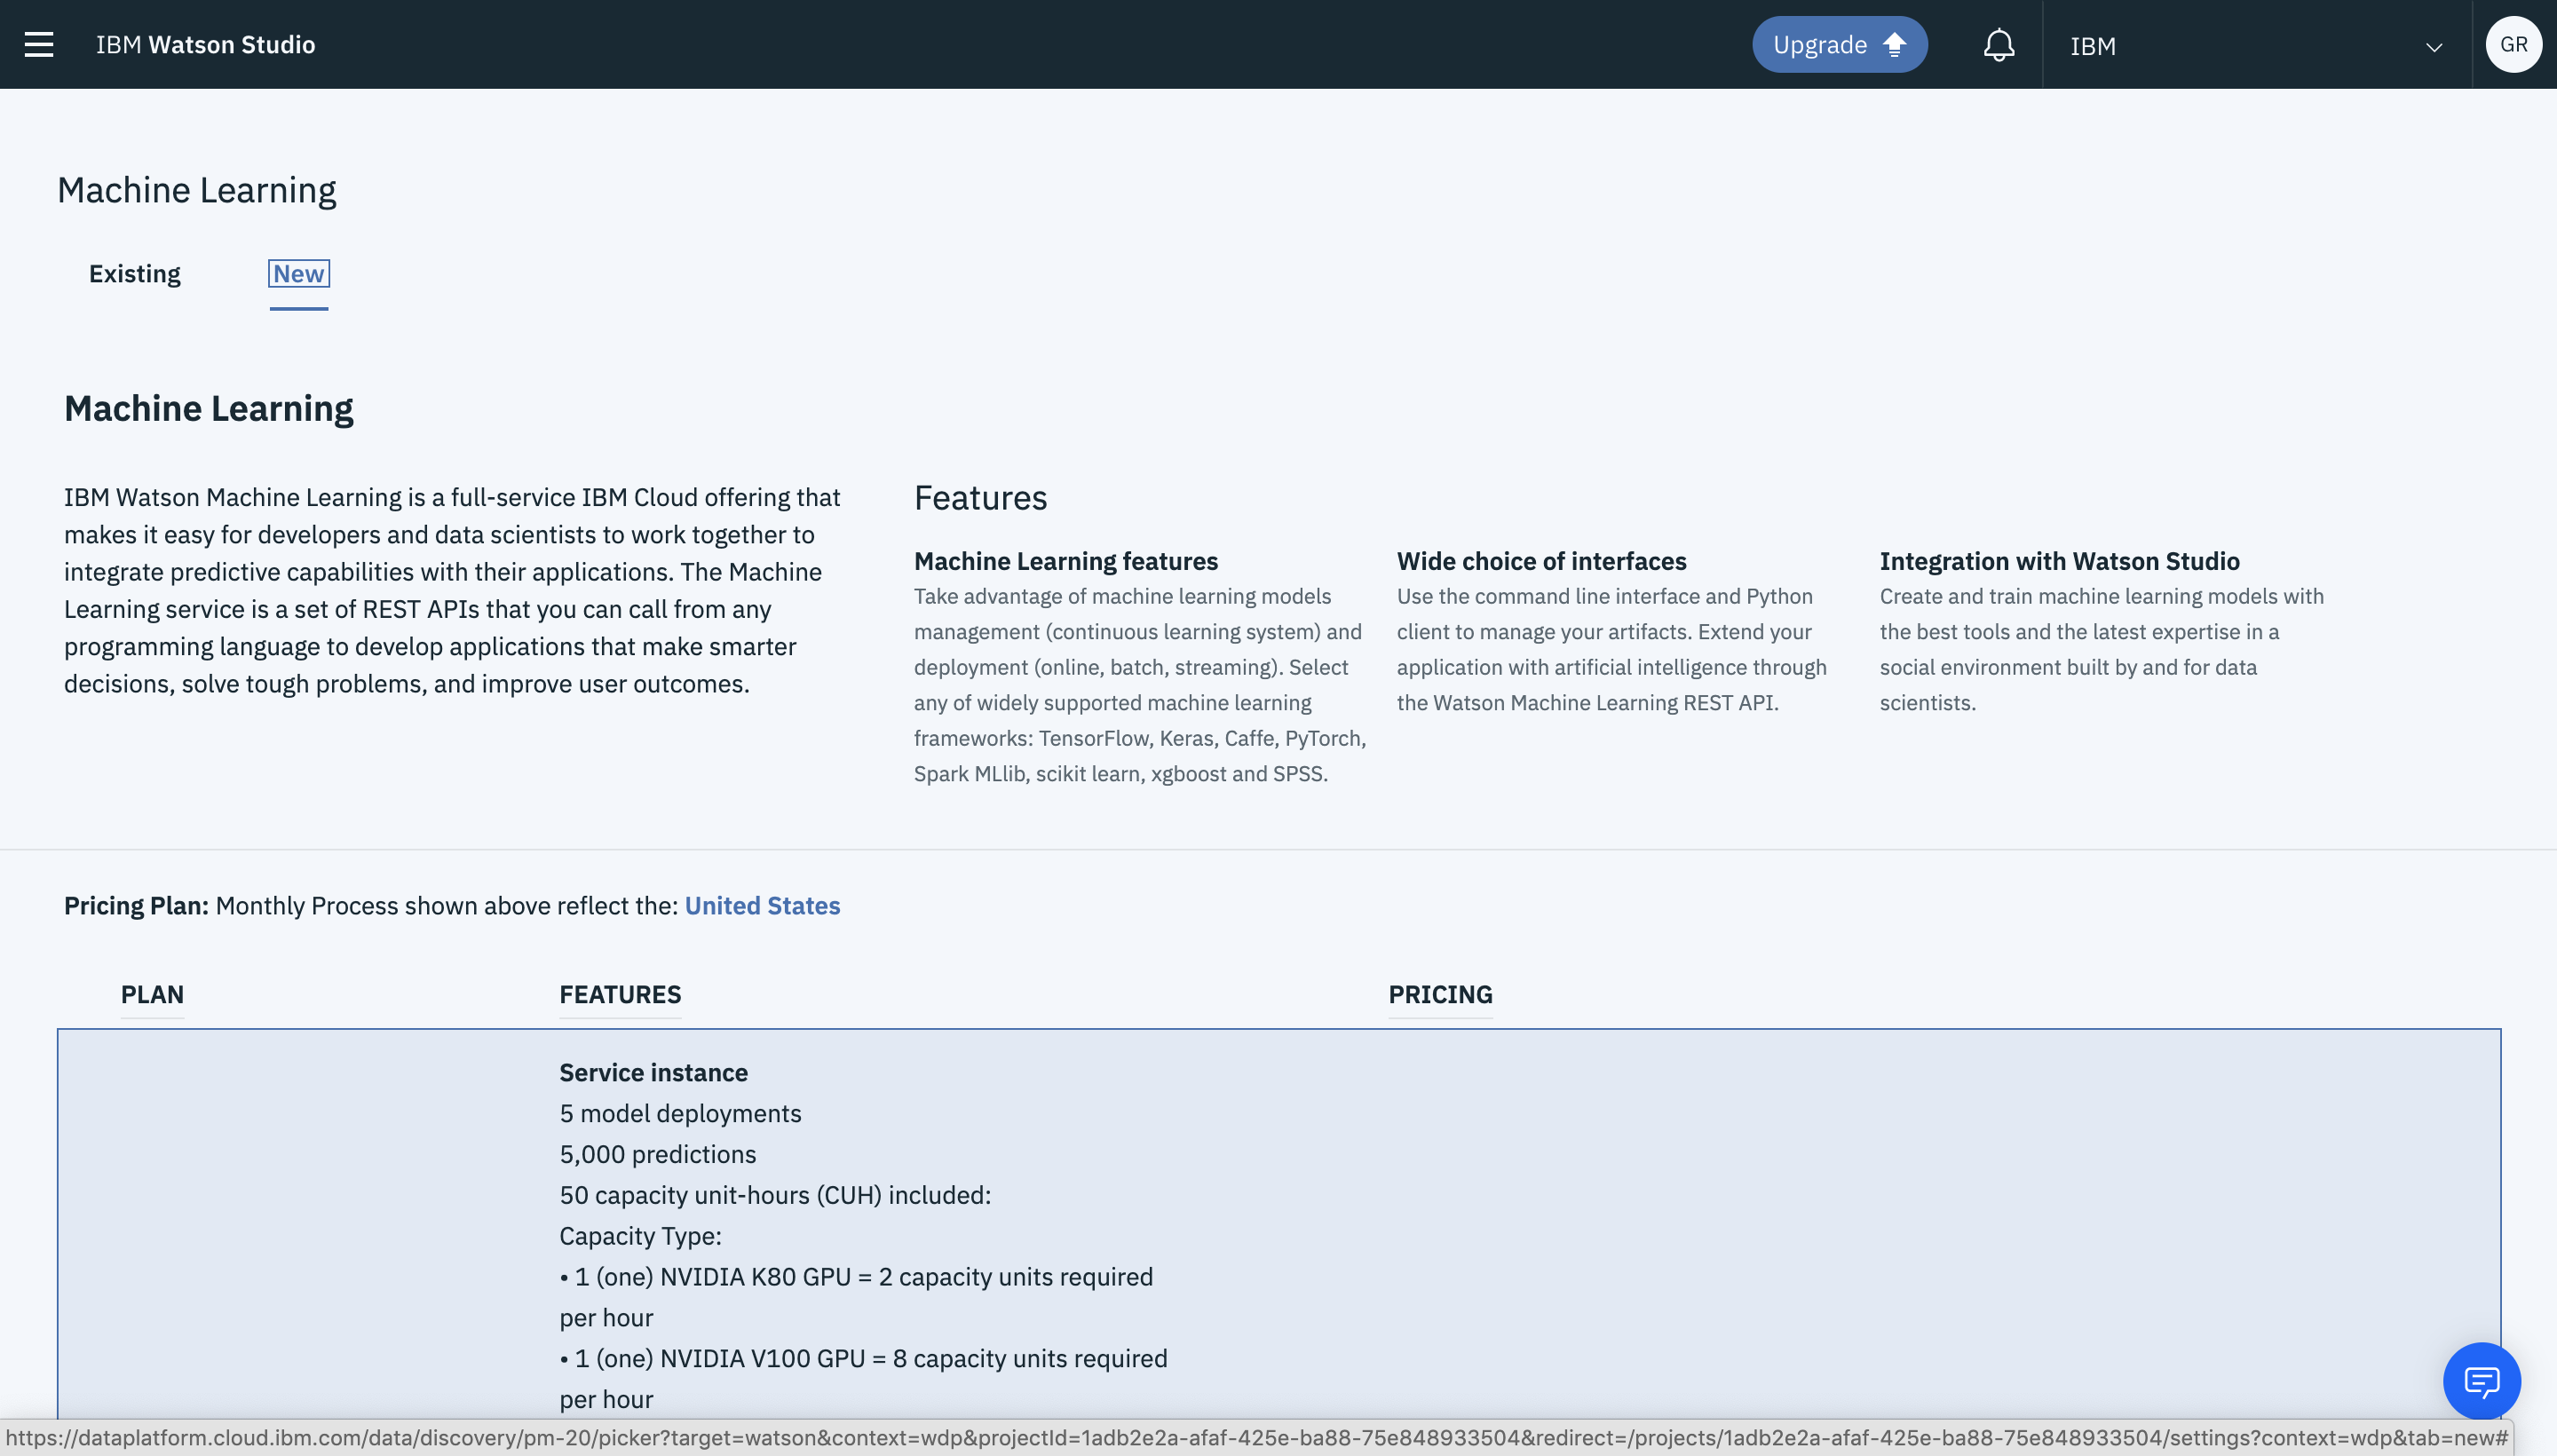 IBM Watson Studio
Upgrade
IBM
GR
Machine Learning
Existing
New
Machine Learning
IBM Watson Machine Learning is a full-service IBM Cloud offering that
makes it easy for developers and data scientists to work together to
integrate predictive capabilities with their applications. The Machine
Learning service is a set of REST APIs that you can call from any
programming language to develop applications that make smarter
decisions, solve tough problems, and improve user outcomes.
Features
Machine Learning features
Take advantage of machine learning models
management (continuous learning system) and
deployment (online, batch, streaming). Select
any of widely supported machine learning
frameworks: TensorFlow, Keras, Caffe, PyTorch,
Spark MLlib, scikit learn, xgboost and SPSS.
Wide choice of interfaces
Use the command line interface and Python
client to manage your artifacts. Extend your
application with artificial intelligence through
the Watson Machine Learning REST API.
Integration with Watson Studio
Create and train machine learning models with
the best tools and the latest expertise in a
social environment built by and for data
scientists.
Pricing Plan: Monthly Process shown above reflect the: United States
PLAN
FEATURES
PRICING
Service instance
5 model deployments
5,000 predictions
50 capacity unit-hours (CUH) included:
Capacity Type:
• 1 (one) NVIDIA K80 GPU = 2 capacity units required
per hour
• 1 (one) NVIDIA V100 GPU = 8 capacity units required
per hour
https://dataplatform.cloud.ibm.com/data/discovery/pm-20/picker?target=watson&context=wdp&projectId=1adb2e2a-afaf-425e-ba88-75e848933504&redirect=/projects/1adb2e2a-afaf-425e-ba88-75e848933504/settings?context=wdp&tab=new#